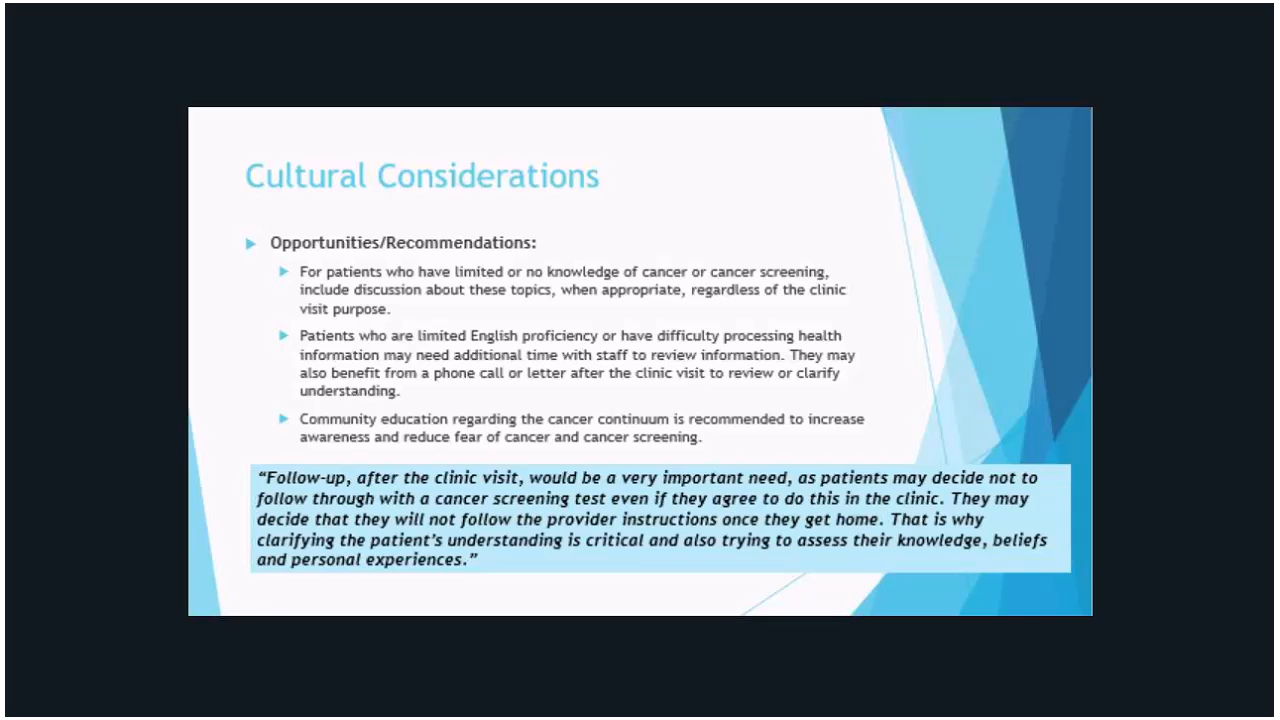 Cultural Considerations
Opportunities/Recommendations:
For patients who have limited or no knowledge of cancer or cancer screening,
include discussion about these topics, when appropriate, regardless of the clinic
visit purpose.
Patients who are limited English proficiency or have difficulty processing health
information may need additional time with staff to review information. They may
also benefit from a phone call or letter after the clinic visit to review or clarify
understanding.
Community education regarding the cancer continuum is recommended to increase
awareness and reduce fear of cancer and cancer screening.
“Follow-up, after the clinic visit, would be a very important need, as patients may decide not to
follow through with a cancer screening test even if they agree to do this in the clinic. They may
decide that they will not follow the provider instructions once they get home. That is why
clarifying the patient’s understanding is critical and also trying to assess their knowledge, beliefs
and personal experiences.”